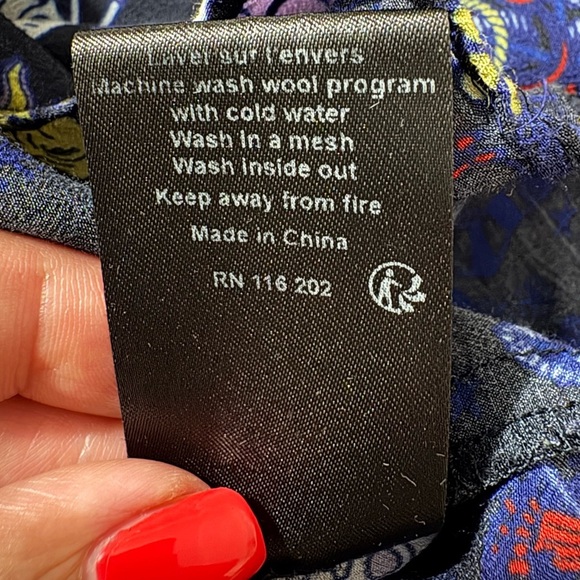 Laver sur l'envers
Machine wash wool program
with cold water
Wash in a mesh
Wash inside out
Keep away from fire
Made in China
RN 116 202